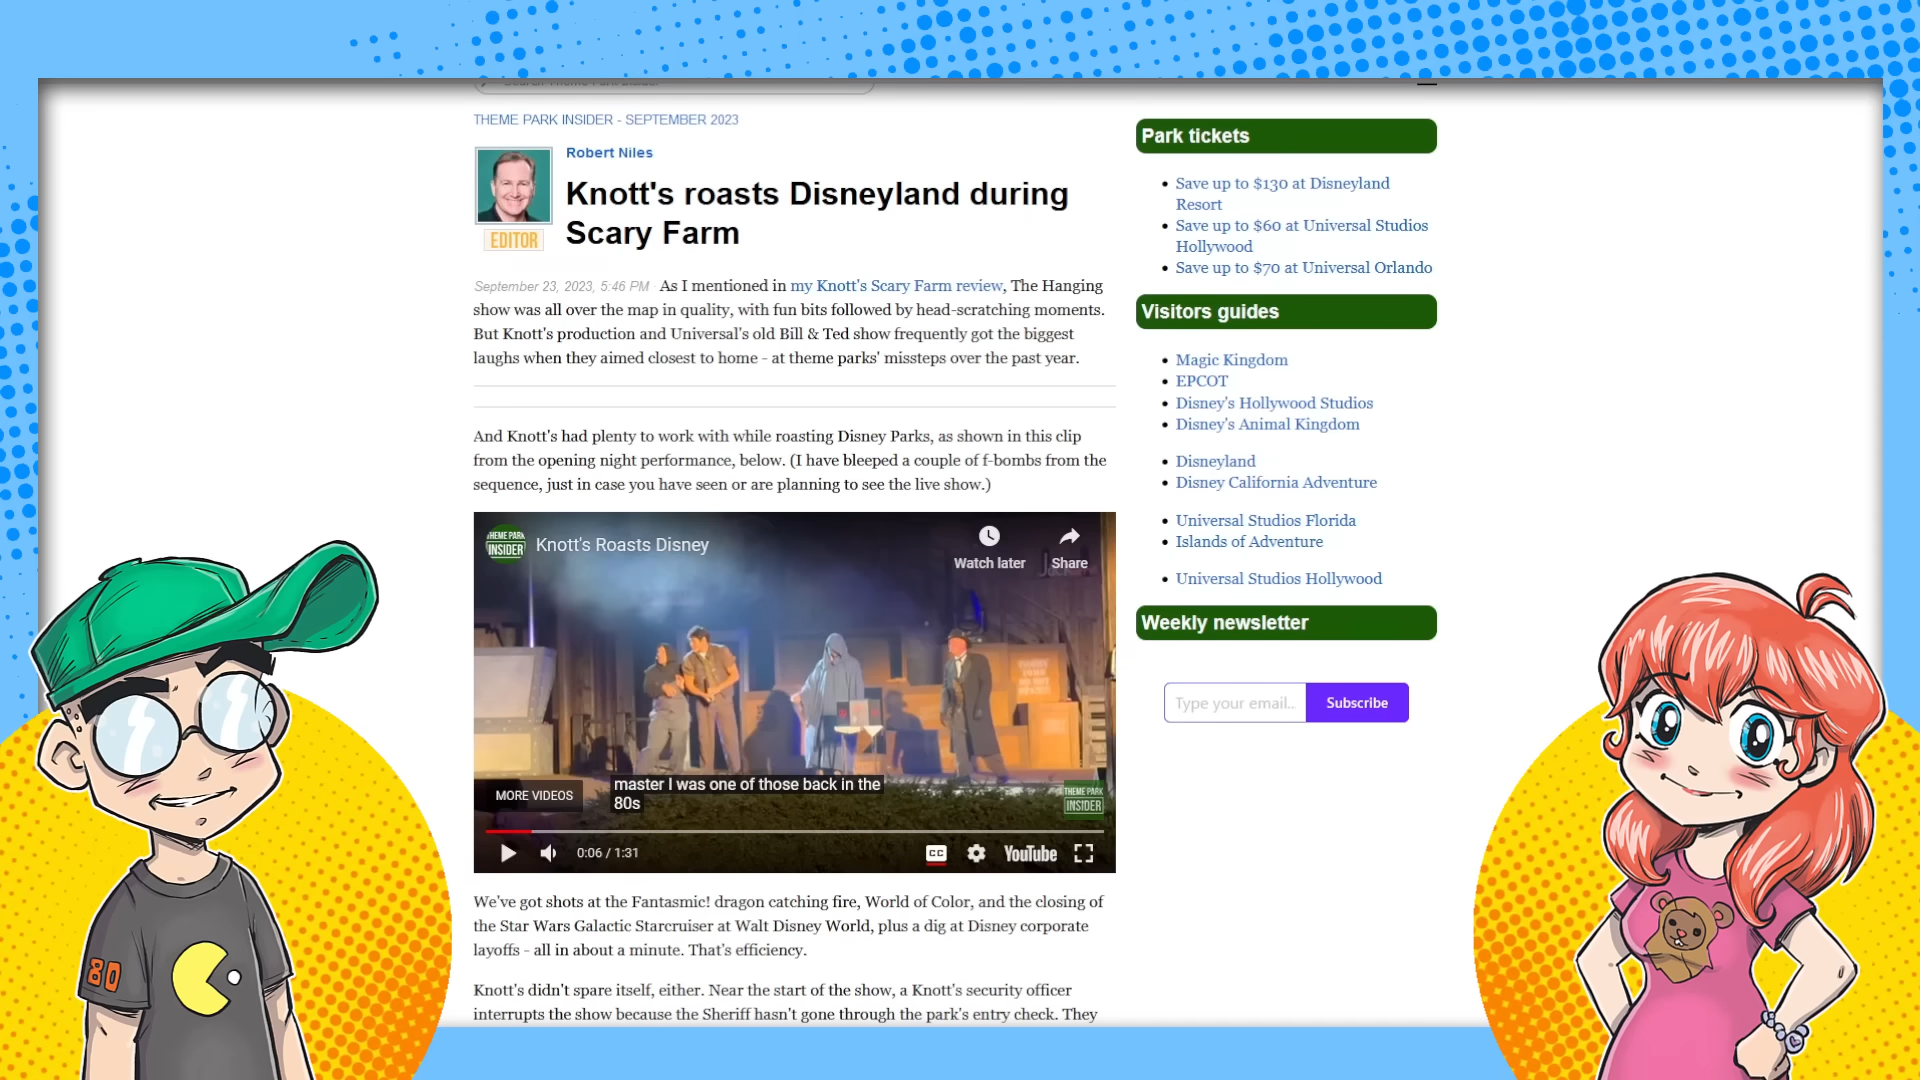 THEME PARK INSIDER - SEPTEMBER 2023
Robert Niles
Knott's roasts Disneyland during
Scary Farm
EDITOR
September 23, 2023, 5:46 PM · As I mentioned in my Knott's Scary Farm review, The Hanging
show was all over the map in quality, with fun bits followed by head-scratching moments.
But Knott's production and Universal's old Bill & Ted show frequently got the biggest
laughs when they aimed closest to home - at theme parks' missteps over the past year.
And Knott's had plenty to work with while roasting Disney Parks, as shown in this clip
from the opening night performance, below. (I have bleeped a couple of f-bombs from the
sequence, just in case you have seen or are planning to see the live show.)
THEME PARK
INSIDER
Knott's Roasts Disney
Watch later
Share
master I was one of those back in the
80s
MORE VIDEOS
THEME PARK
INSIDER
0:06 / 1:31
CC
YouTube
We've got shots at the Fantasmic! dragon catching fire, World of Color, and the closing of
the Star Wars Galactic Starcruiser at Walt Disney World, plus a dig at Disney corporate
layoffs - all in about a minute. That's efficiency.
Knott's didn't spare itself, either. Near the start of the show, a Knott's security officer
interrupts the show because the Sheriff hasn't gone through the park's entry check. They
Park tickets
Save up to $130 at Disneyland
Resort
Save up to $60 at Universal Studios
Hollywood
Save up to $70 at Universal Orlando
Visitors guides
Magic Kingdom
EPCOT
Disney's Hollywood Studios
Disney's Animal Kingdom
Disneyland
Disney California Adventure
Universal Studios Florida
Islands of Adventure
Universal Studios Hollywood
Weekly newsletter
Type your email...
Subscribe
80